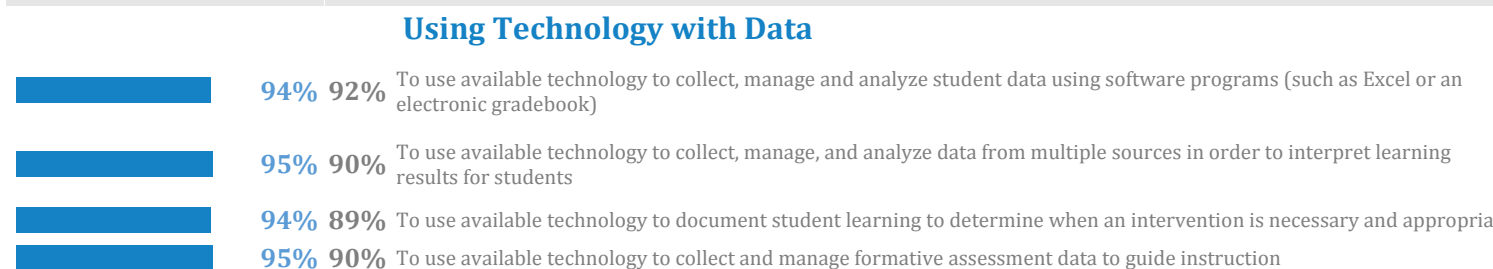 Using Technology with Data
94% 92% To use available technology to collect, manage and analyze student data using software programs (such as Excel or an
electronic gradebook)
95% 90% To use available technology to collect, manage, and analyze data from multiple sources in order to interpret learning
results for students
94% 89% To use available technology to document student learning to determine when an intervention is necessary and appropria
95% 90% To use available technology to collect and manage formative assessment data to guide instruction